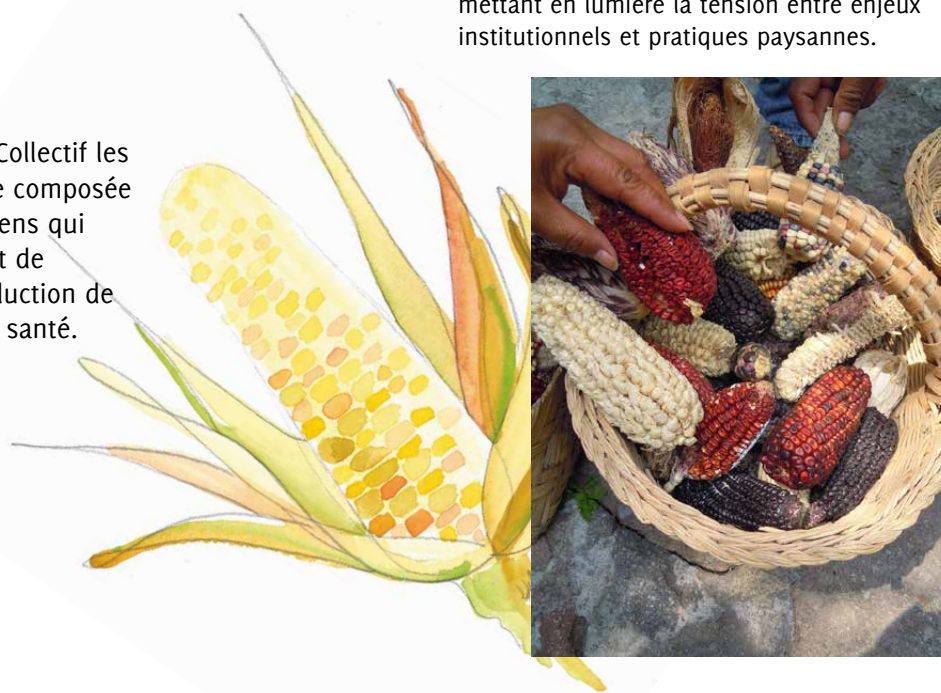 mettant en lumière la tension entre enjeux
institutionnels et pratiques paysannes.
Collectif les
composée
ens qui
t de
duction de
santé.